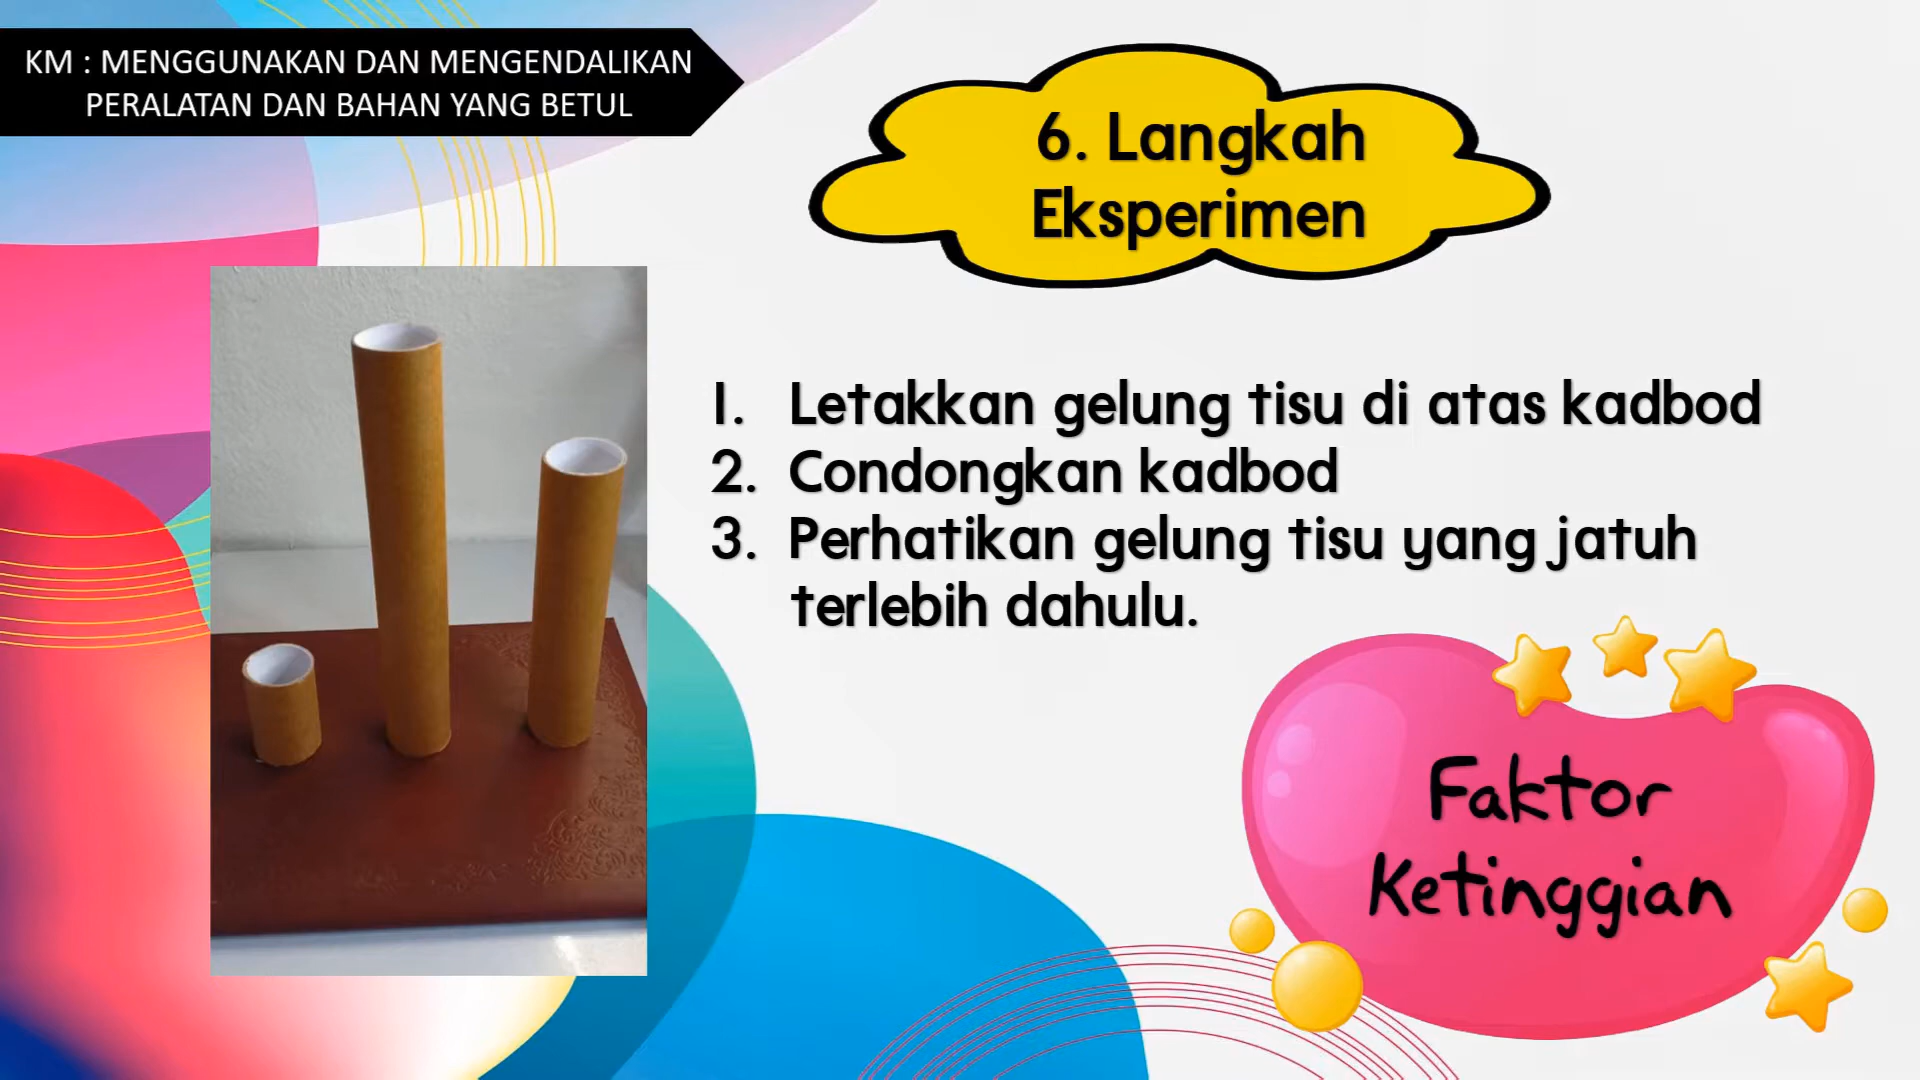 KM : MENGGUNAKAN DAN MENGENDALIKAN
PERALATAN DAN BAHAN YANG BETUL
6. Langkah
Eksperimen
1. Letakkan gelung tisu di atas kadbod
2. Condongkan kadbod
3. Perhatikan gelung tisu yang jatuh
terlebih dahulu.
Faktor
Ketinggian